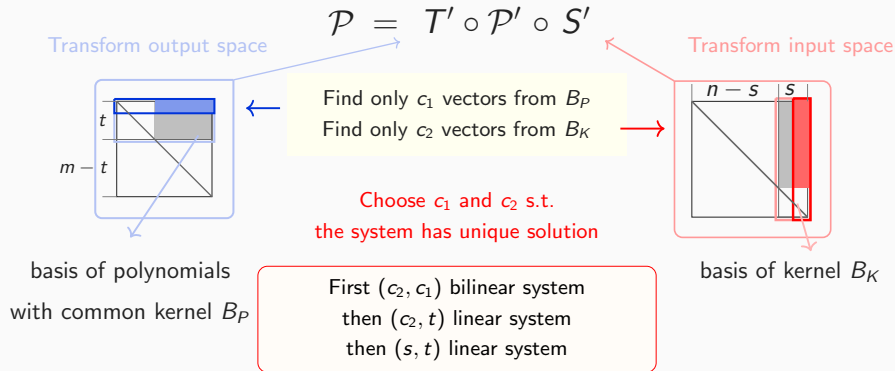 𝒫 = T′ ∘ 𝒫′ ∘ S′
Transform output space
Transform input space
t
m − t
Find only c₁ vectors from B_P
Find only c₂ vectors from B_K
n − s
s
Choose c₁ and c₂ s.t.
the system has unique solution
basis of polynomials
with common kernel B_P
basis of kernel B_K
First (c₂, c₁) bilinear system
then (c₂, t) linear system
then (s, t) linear system